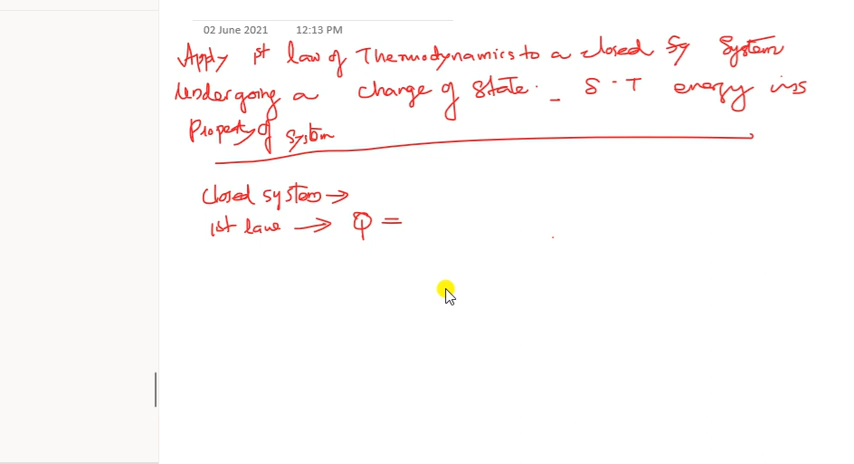 02 June 2021 12:13 PM
Apply 1st law of Thermodynamics to a closed Sy System
Undergoing a change of State. _ S.T energy is
Property of System
Closed system →
1st law → Q =